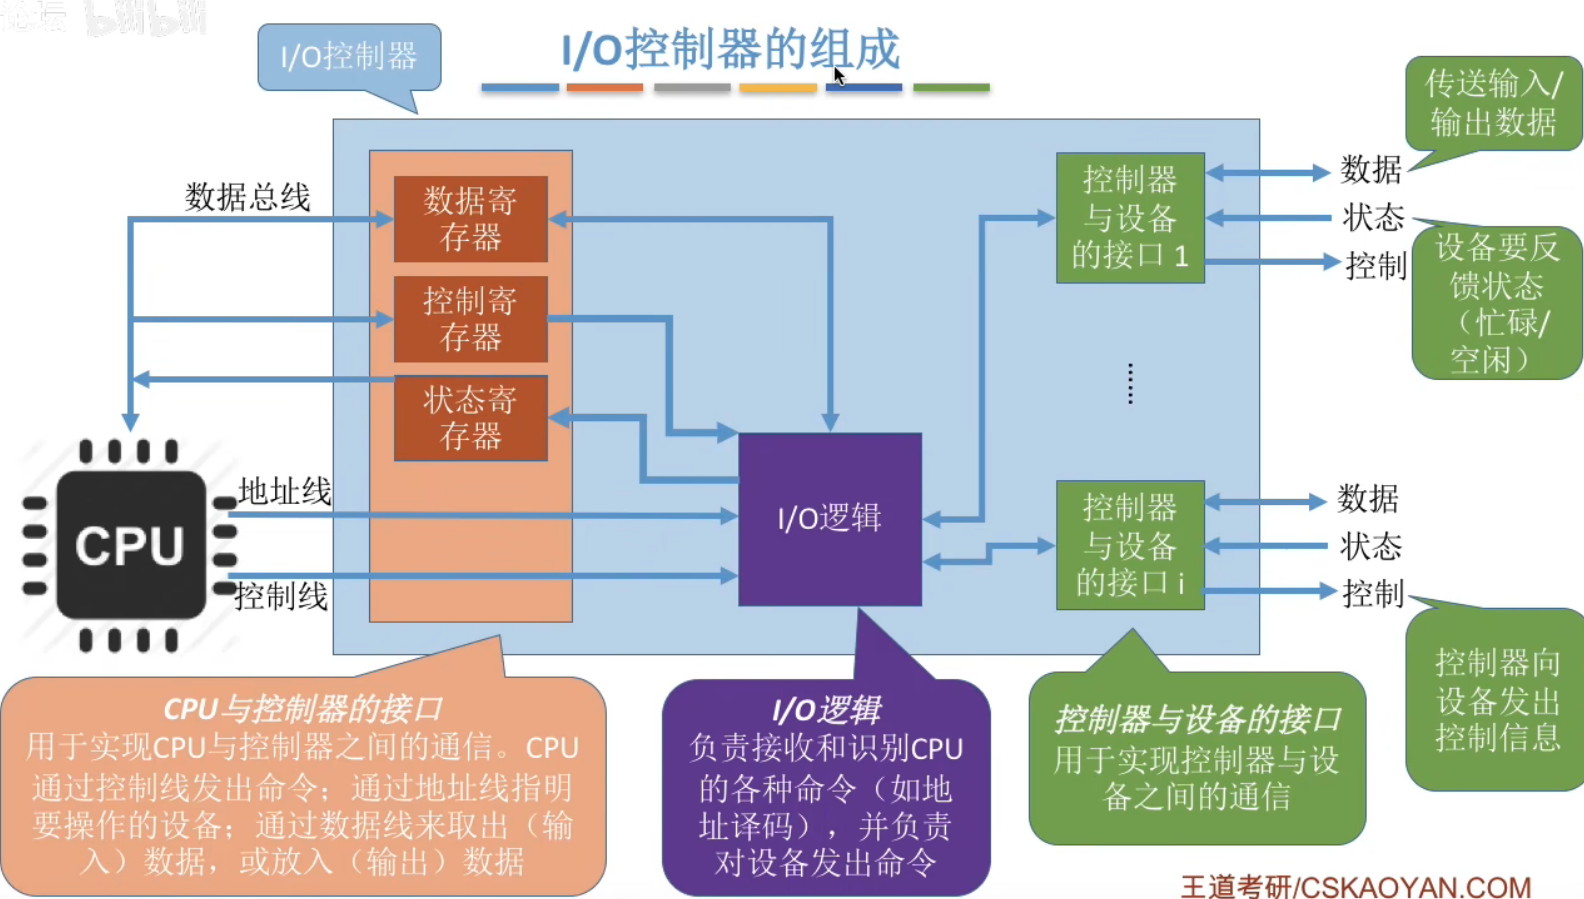 论坛 bilibili
I/O控制器
I/O控制器的组成
传送输入/
输出数据
数据总线
数据寄
存器
控制寄
存器
状态寄
存器
控制器
与设备
的接口 1
数据
状态
控制
设备要反
馈状态
（忙碌/
空闲）
······
CPU
地址线
控制线
I/O逻辑
控制器
与设备
的接口 i
数据
状态
控制
控制器向
设备发出
控制信息
CPU与控制器的接口
用于实现CPU与控制器之间的通信。CPU
通过控制线发出命令；通过地址线指明
要操作的设备；通过数据线来取出（输
入）数据，或放入（输出）数据
I/O逻辑
负责接收和识别CPU
的各种命令（如地
址译码），并负责
对设备发出命令
控制器与设备的接口
用于实现控制器与设
备之间的通信
王道考研/CSKAOYAN.COM